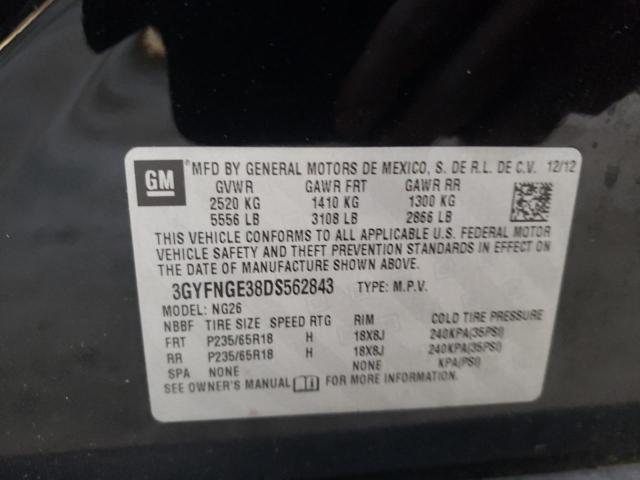 GM MFD BY GENERAL MOTORS DE MEXICO, S. DE R.L. DE C.V. 12/12
GVWR GAWR FRT GAWR RR
2520 KG 1410 KG 1300 KG
5556 LB 3108 LB 2866 LB
THIS VEHICLE CONFORMS TO ALL APPLICABLE U.S. FEDERAL MOTOR
VEHICLE SAFETY AND THEFT PREVENTION STANDARDS IN EFFECT ON
THE DATE OF MANUFACTURE SHOWN ABOVE.
3GYFNGE38DS562843 TYPE: M.P.V.
MODEL: NG26
NBBF TIRE SIZE SPEED RTG RIM COLD TIRE PRESSURE
FRT P235/65R18 H 18X8J 240KPA(35PSI)
RR P235/65R18 H 18X8J 240KPA(35PSI)
SPA NONE NONE KPA(PSI)
SEE OWNER'S MANUAL FOR MORE INFORMATION.